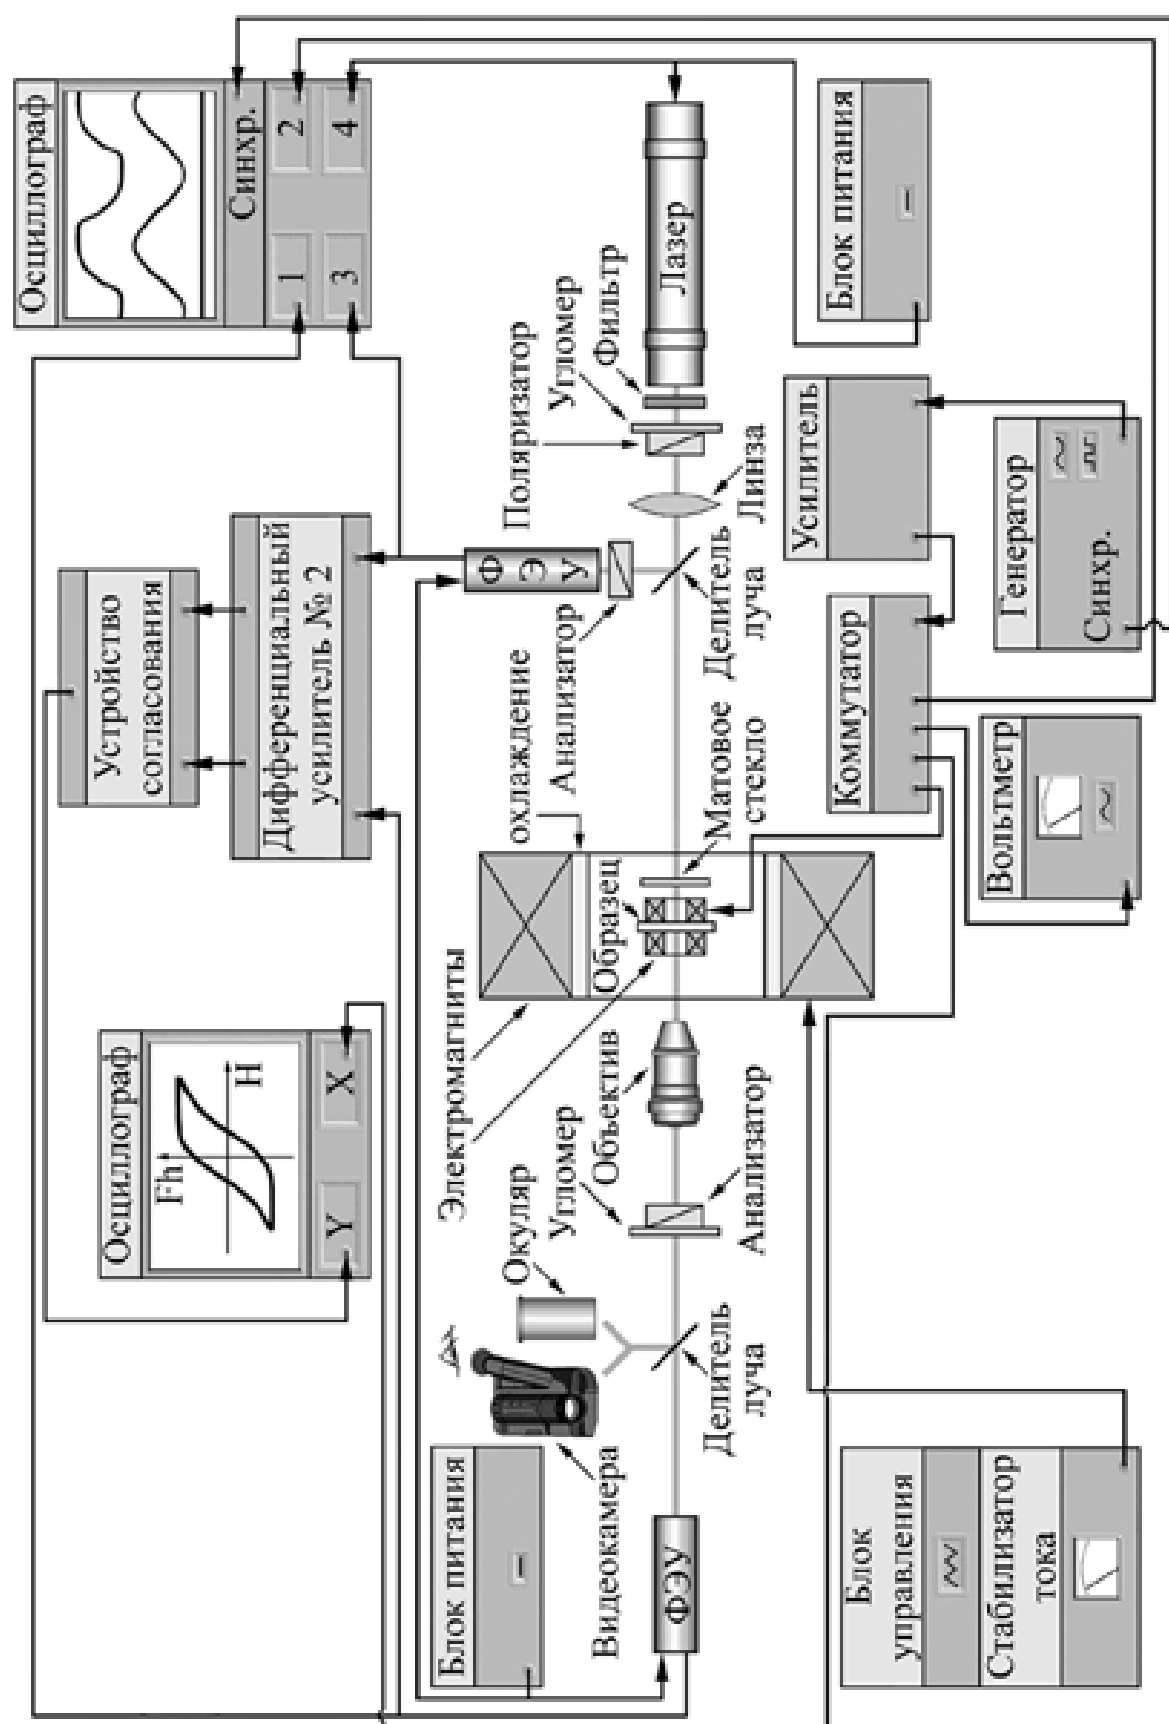 Осциллограф
Fh
H
Y
X
Устройство
согласования
Дифференциальный
усилитель № 2
Осциллограф
Синхр.
1
2
3
4
Блок питания
Видеокамера
Окуляр
Угломер
Электромагниты
Объектив
Образец
охлаждение
Анализатор
ФЭУ
Поляризатор
Угломер
Фильтр
Лазер
ФЭУ
Делитель
луча
Анализатор
Матовое
стекло
Делитель
луча
Линза
Блок
управления
Стабилизатор
тока
Вольтметр
Коммутатор
Усилитель
Генератор
Синхр.
Блок питания